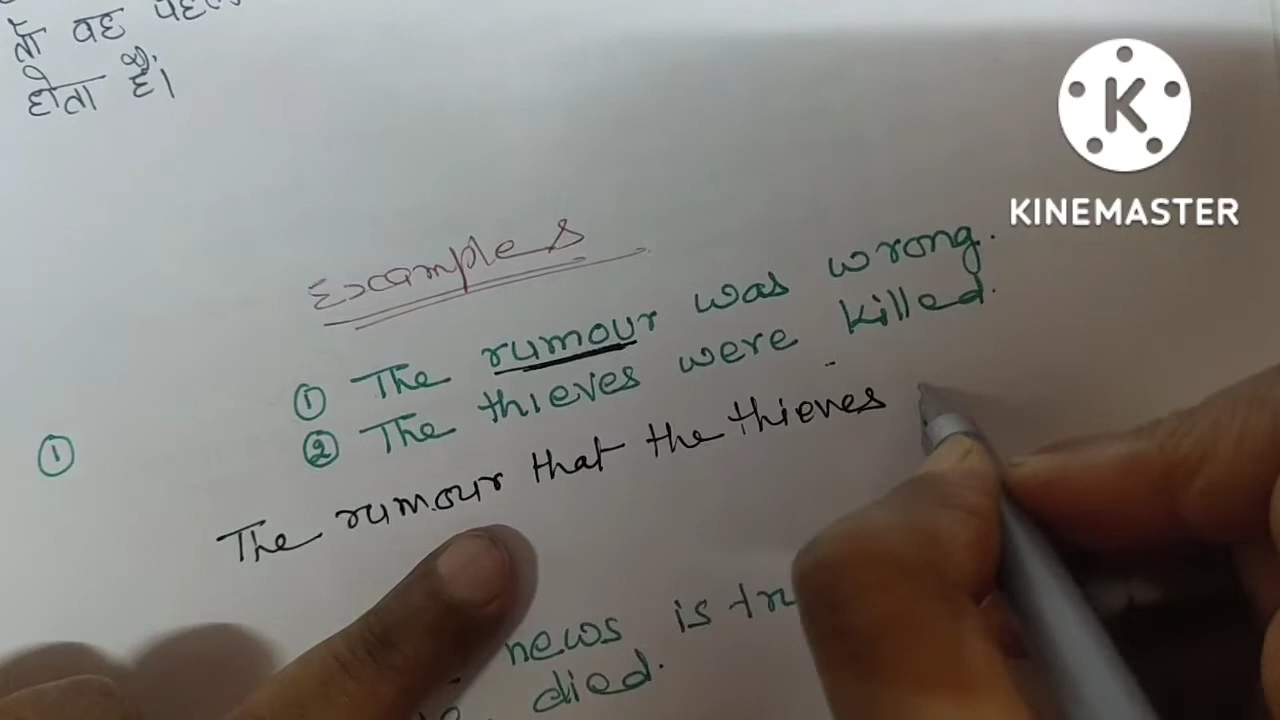 तो वह
होता है।
KINEMASTER
Examples
① The rumour was wrong.
② The thieves were killed.
①
The rumour that the thieves
news is
died.